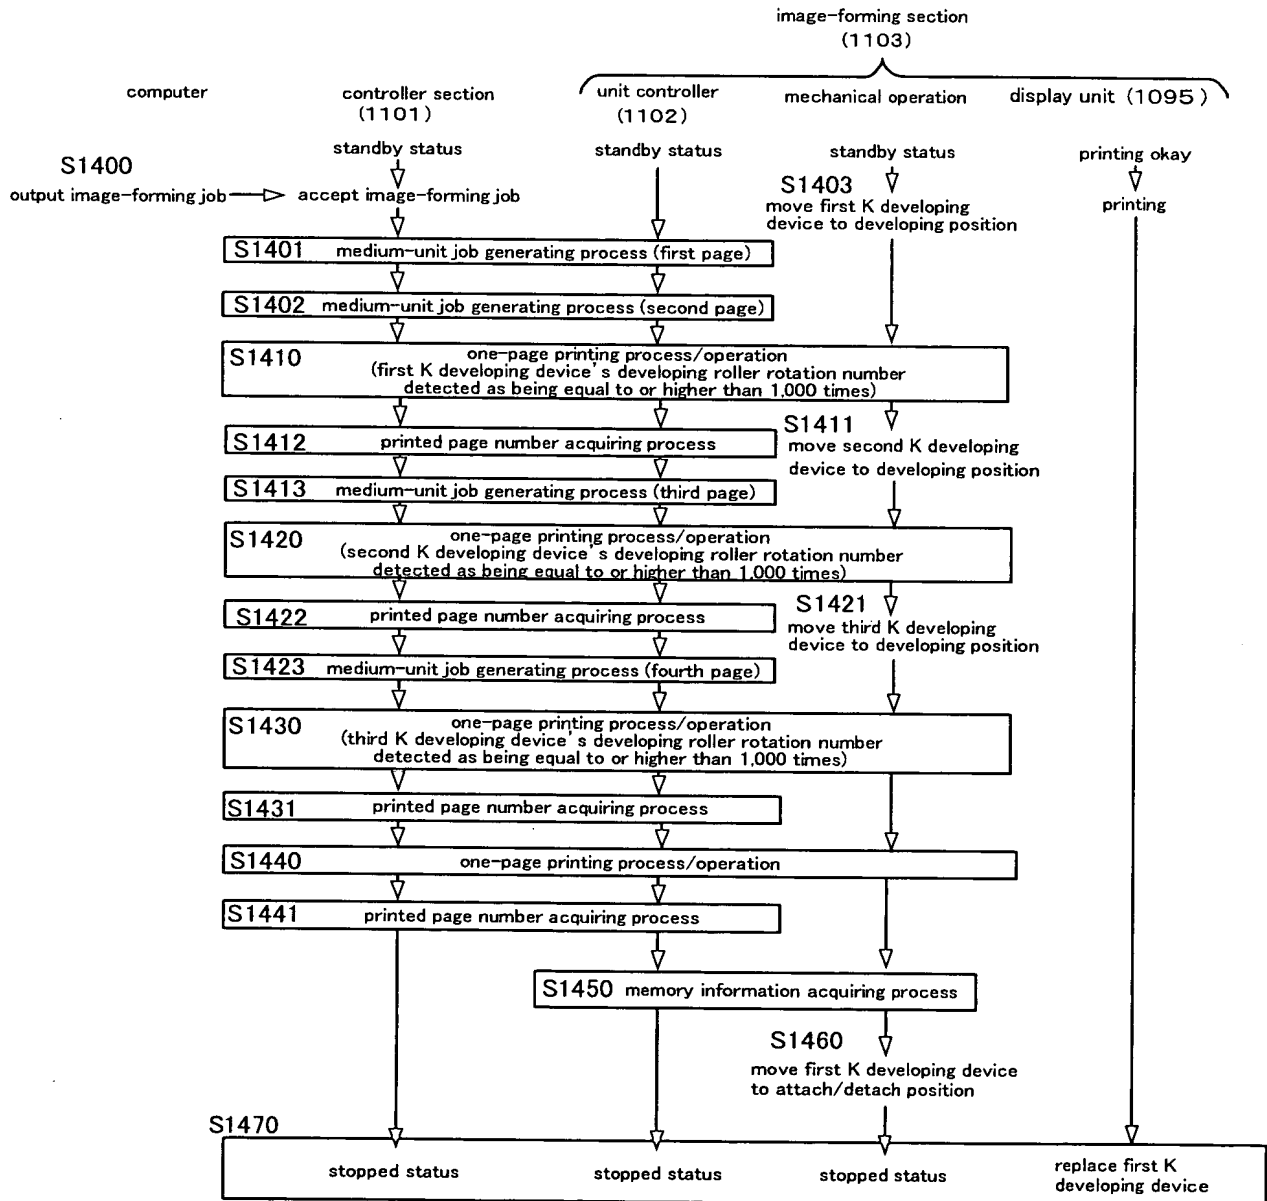 image-forming section
(1103)
computer
controller section
(1101)
unit controller
(1102)
mechanical operation
display unit (1095)
standby status
standby status
standby status
printing okay
S1400
output image-forming job
accept image-forming job
S1403
move first K developing
device to developing position
printing
S1401 medium-unit job generating process (first page)
S1402 medium-unit job generating process (second page)
S1410 one-page printing process/operation
(first K developing device's developing roller rotation number
detected as being equal to or higher than 1,000 times)
S1411
move second K developing
device to developing position
S1412 printed page number acquiring process
S1413 medium-unit job generating process (third page)
S1420 one-page printing process/operation
(second K developing device's developing roller rotation number
detected as being equal to or higher than 1,000 times)
S1421
move third K developing
device to developing position
S1422 printed page number acquiring process
S1423 medium-unit job generating process (fourth page)
S1430 one-page printing process/operation
(third K developing device's developing roller rotation number
detected as being equal to or higher than 1,000 times)
S1431 printed page number acquiring process
S1440 one-page printing process/operation
S1441 printed page number acquiring process
S1450 memory information acquiring process
S1460
move first K developing device
to attach/detach position
S1470
stopped status
stopped status
stopped status
replace first K
developing device